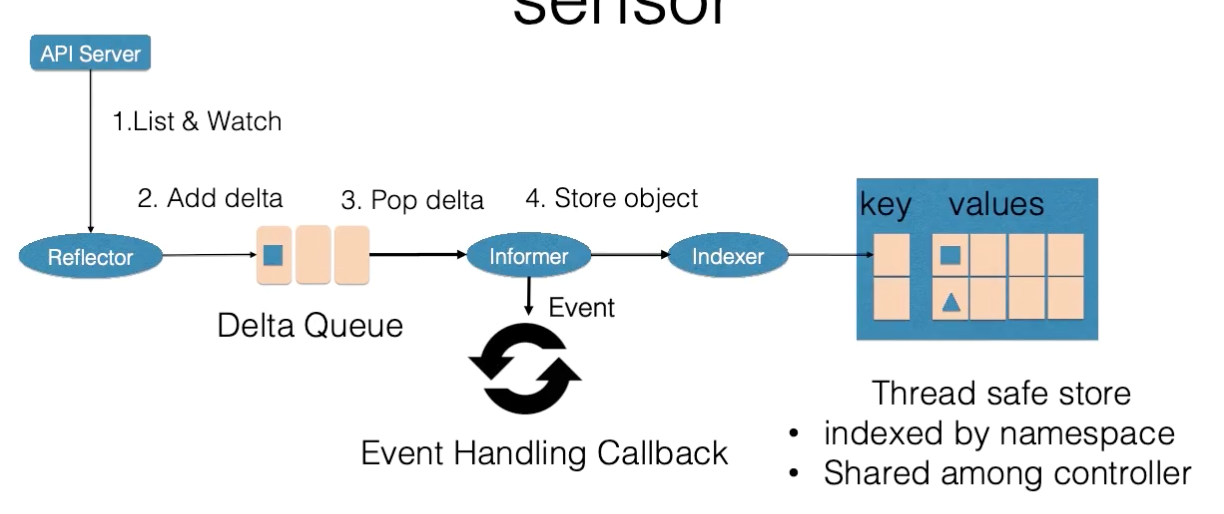 sensor
API Server
1.List & Watch
2. Add delta
3. Pop delta
4. Store object
key values
Reflector
Informer
Indexer
Delta Queue
Event
Event Handling Callback
Thread safe store
• indexed by namespace
• Shared among controller